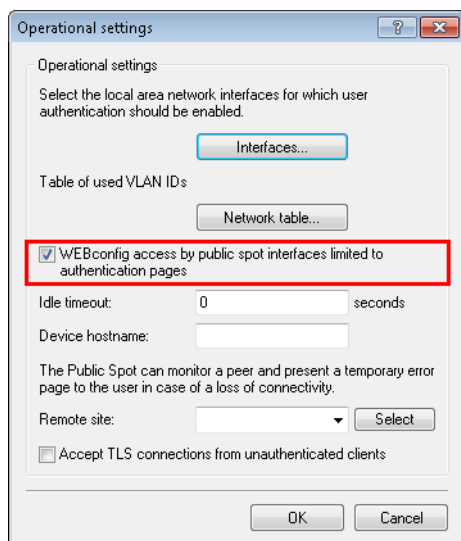 Operational settings
?
Operational settings
Select the local area network interfaces for which user
authentication should be enabled.
Interfaces...
Table of used VLAN IDs
Network table...
WEBconfig access by public spot interfaces limited to
authentication pages
Idle timeout: 0 seconds
Device hostname:
The Public Spot can monitor a peer and present a temporary error
page to the user in case of a loss of connectivity.
Remote site: Select
Accept TLS connections from unauthenticated clients
OK Cancel